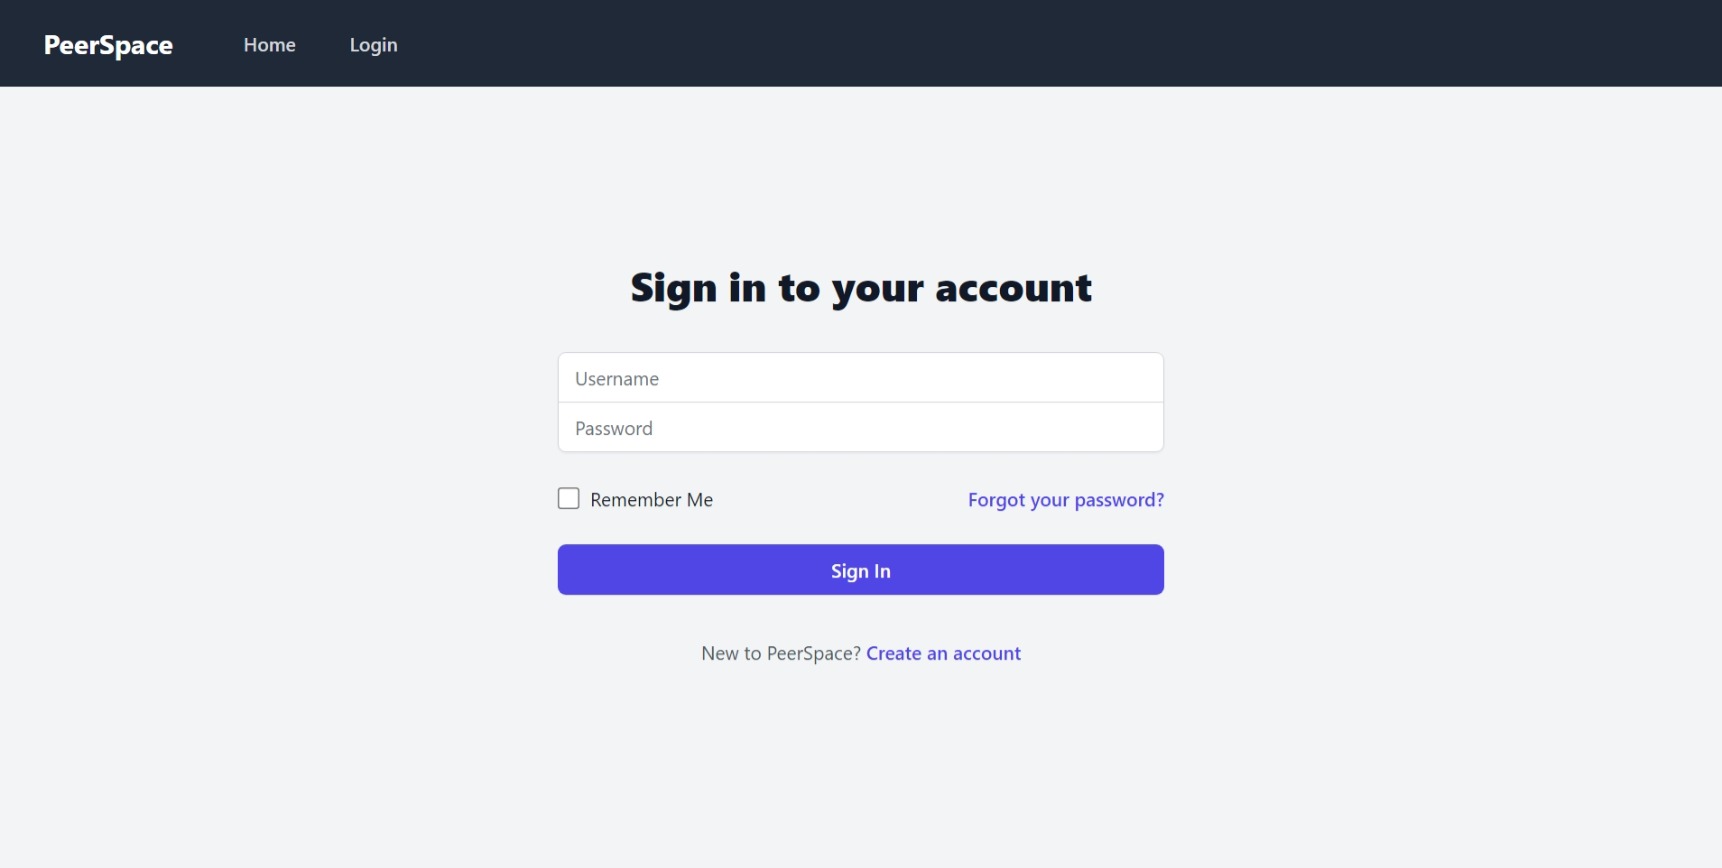 PeerSpace Home Login
Sign in to your account
Username
Password
Remember Me Forgot your password?
Sign In
New to PeerSpace? Create an account